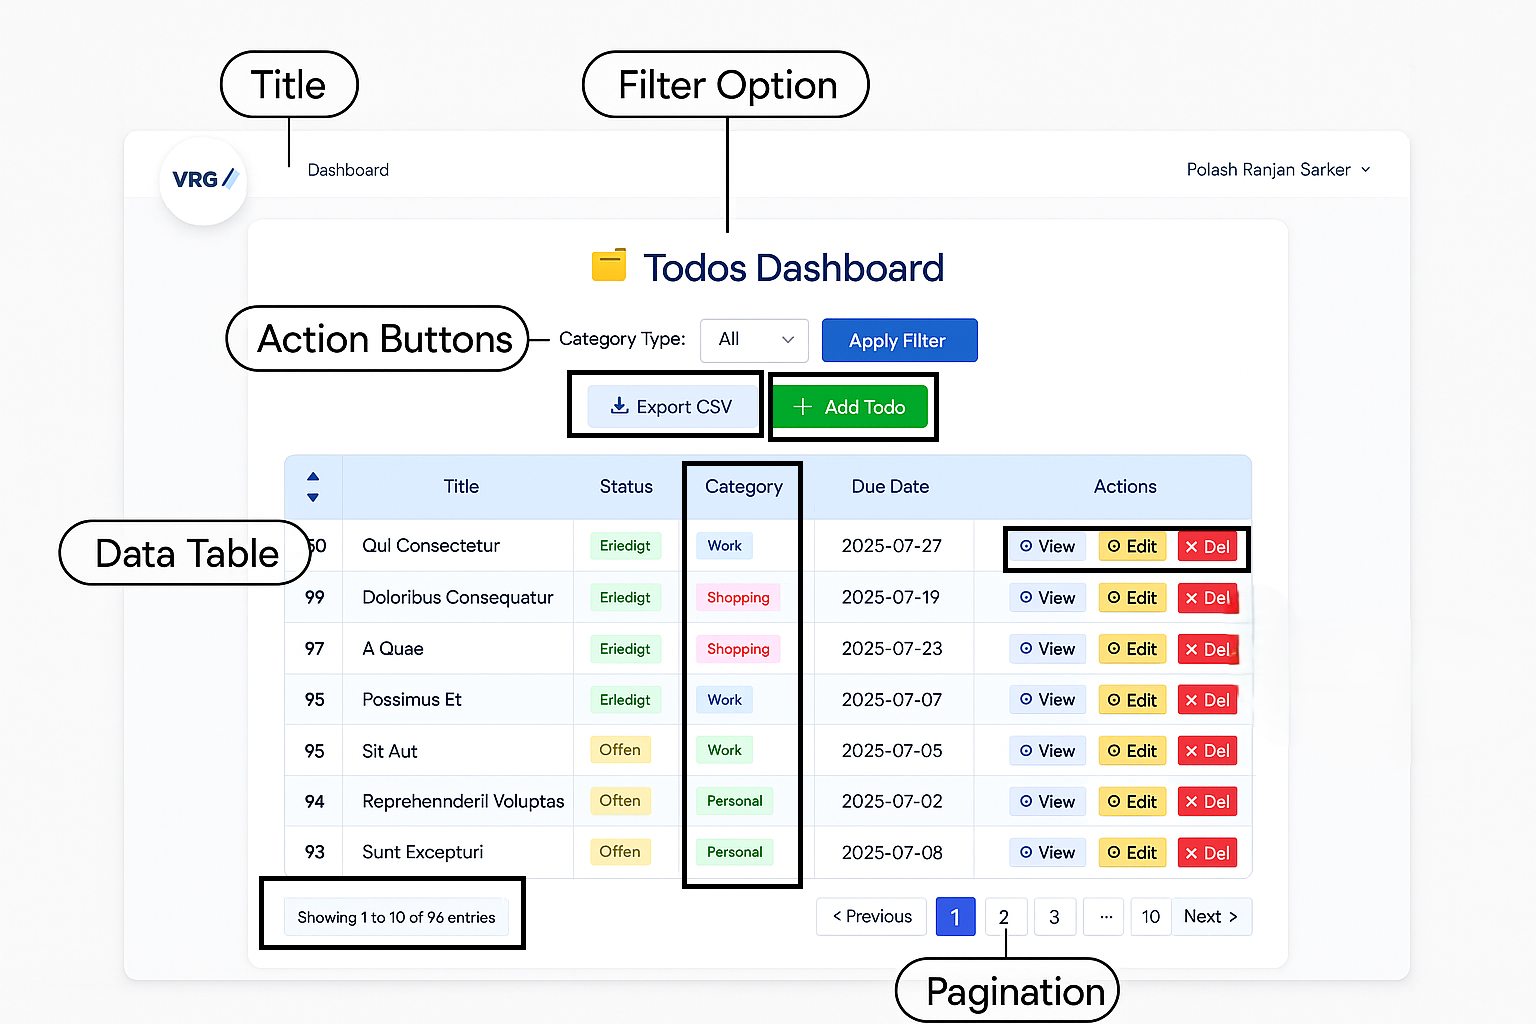 Title
Filter Option
VRG
Dashboard
Polash Ranjan Sarker
Todos Dashboard
Action Buttons
Category Type: All Apply FIlter
Export CSV + Add Todo
Title Status Category Due Date Actions
Data Table
50 Qul Consectetur Eriedigt Work 2025-07-27 View Edit × Del
99 Doloribus Consequatur Erledigt Shopping 2025-07-19 View Edit × Del
97 A Quae Eriedigt Shopping 2025-07-23 View Edit × Del
95 Possimus Et Erledigt Work 2025-07-07 View Edit × Del
95 Sit Aut Offen Work 2025-07-05 View Edit × Del
94 Reprehennderil Voluptas Often Personal 2025-07-02 View Edit × Del
93 Sunt Excepturi Offen Personal 2025-07-08 View Edit × Del
Showing 1 to 10 of 96 entries
< Previous 1 2 3 ... 10 Next >
Pagination